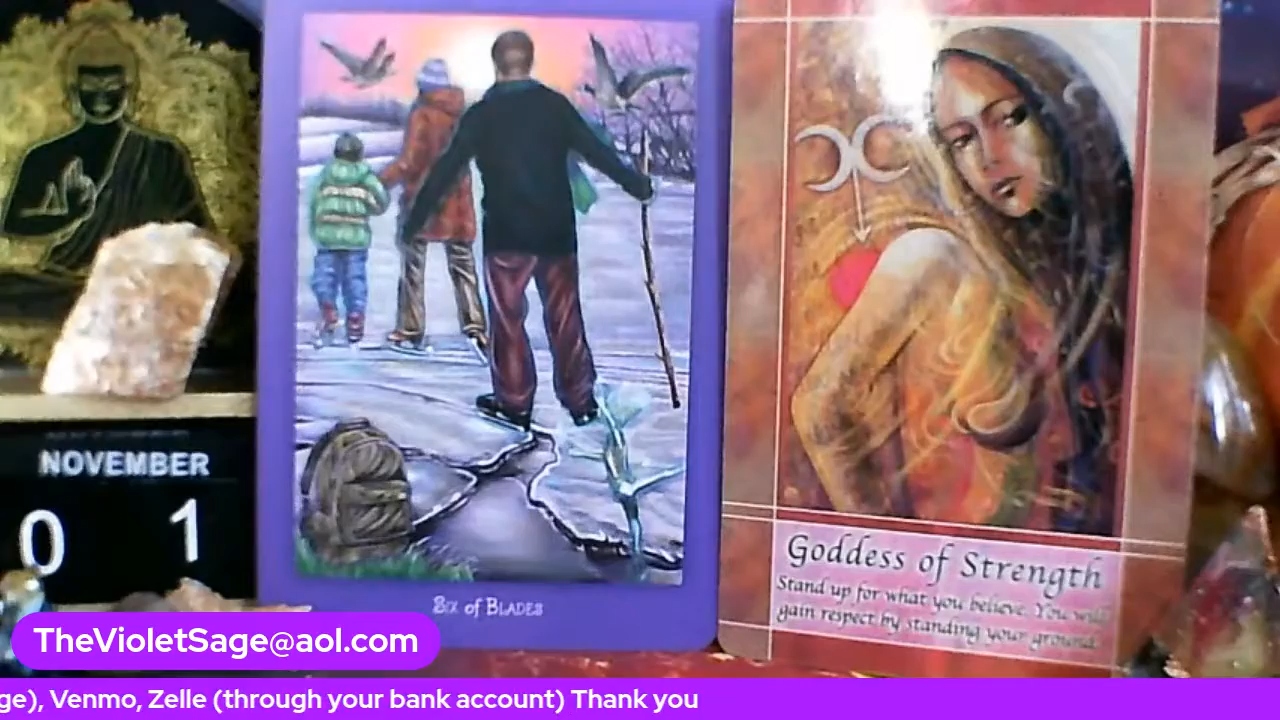 NOVEMBER
0 1
SIX of BLADES
Goddess of Strength
Stand up for what you believe. You will
gain respect by standing your ground.
TheVioletSage@aol.com
ge), Venmo, Zelle (through your bank account) Thank you